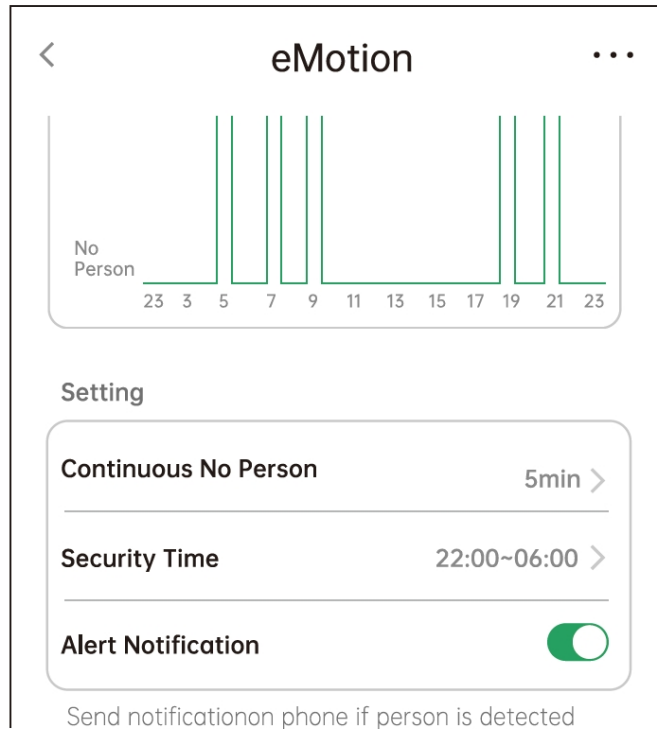 eMotion
No
Person
23 3 5 7 9 11 13 15 17 19 21 23
Setting
Continuous No Person 5min
Security Time 22:00~06:00
Alert Notification
Send notificationon phone if person is detected